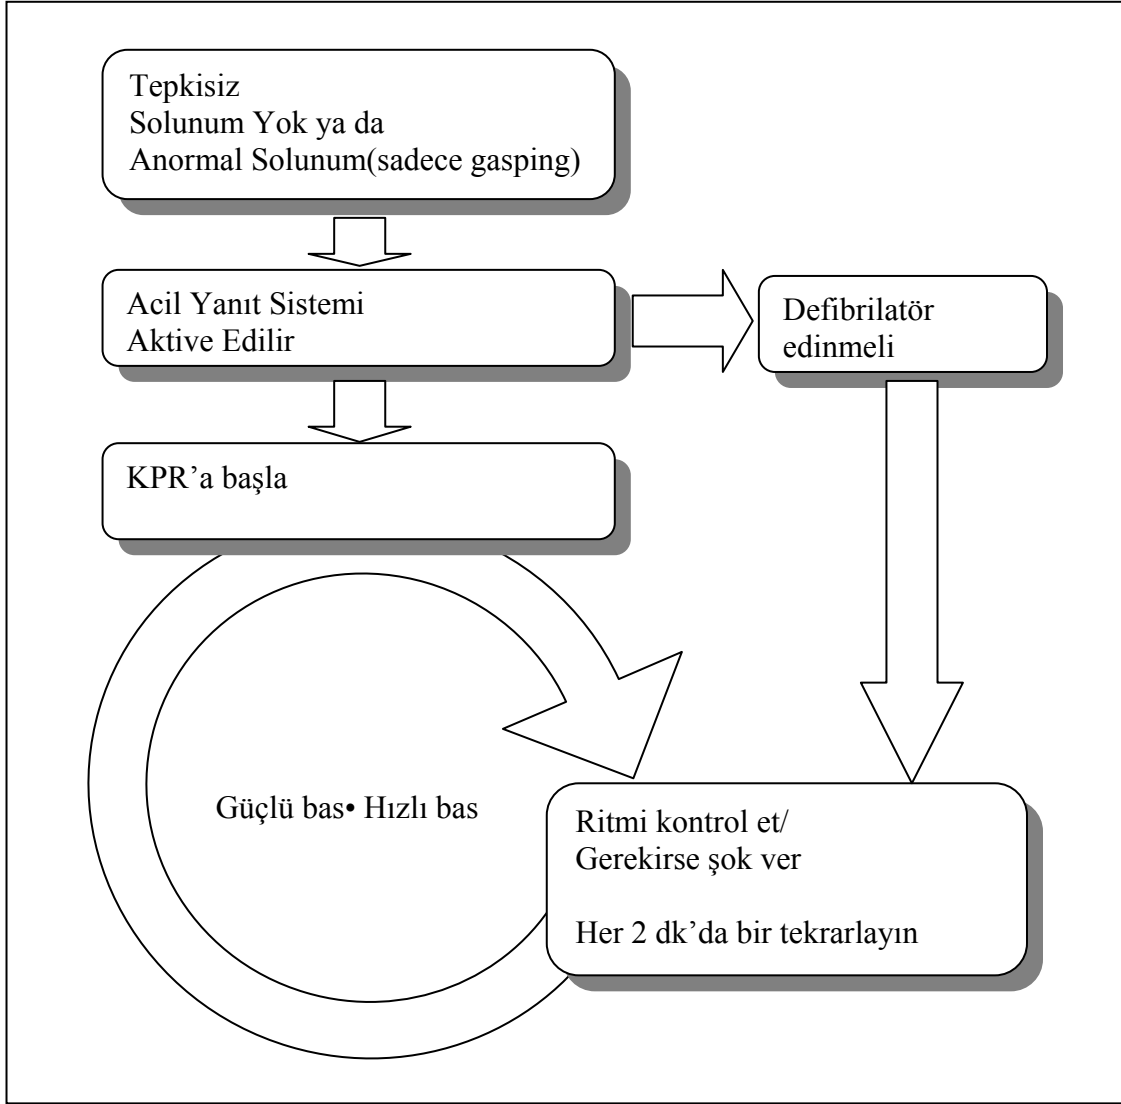 Tepkisiz
Solunum Yok ya da
Anormal Solunum(sadece gasping)
Acil Yanıt Sistemi
Aktive Edilir
Defibrilatör
edinmeli
KPR’a başla
Güçlü bas• Hızlı bas
Ritmi kontrol et/
Gerekirse şok ver
Her 2 dk’da bir tekrarlayın